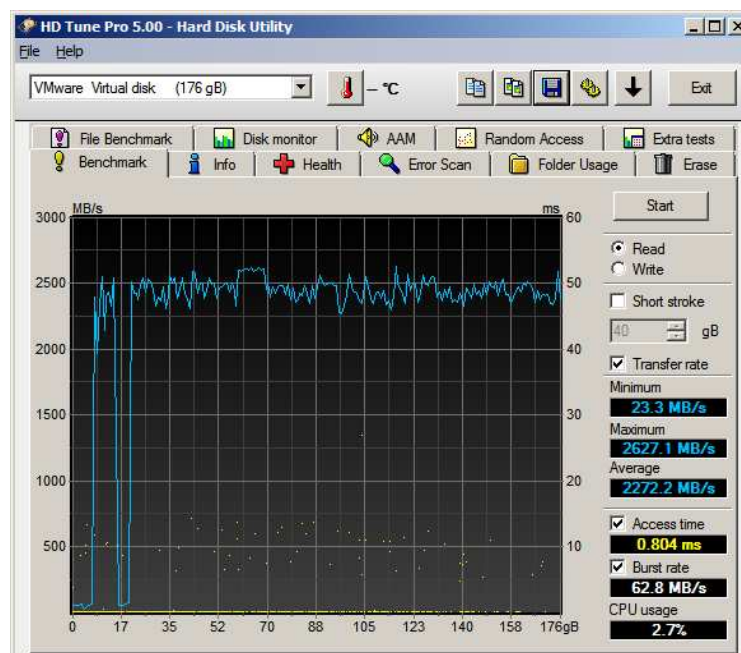 HD Tune Pro 5.00 - Hard Disk Utility
File Help
VMware Virtual disk (176 gB)
– °C
Exit
File Benchmark Disk monitor AAM Random Access Extra tests
Benchmark Info Health Error Scan Folder Usage Erase
MB/s ms
3000 60
2500 50
2000 40
1500 30
1000 20
500 10
0 17 35 52 70 88 105 123 140 158 176gB
Start
Read
Write
Short stroke
40 gB
Transfer rate
Minimum
23.3 MB/s
Maximum
2627.1 MB/s
Average
2272.2 MB/s
Access time
0.804 ms
Burst rate
62.8 MB/s
CPU usage
2.7%